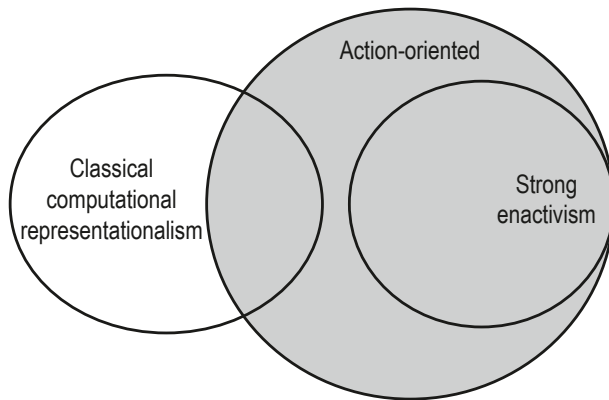 Action-oriented
Classical
computational
representationalism
Strong
enactivism